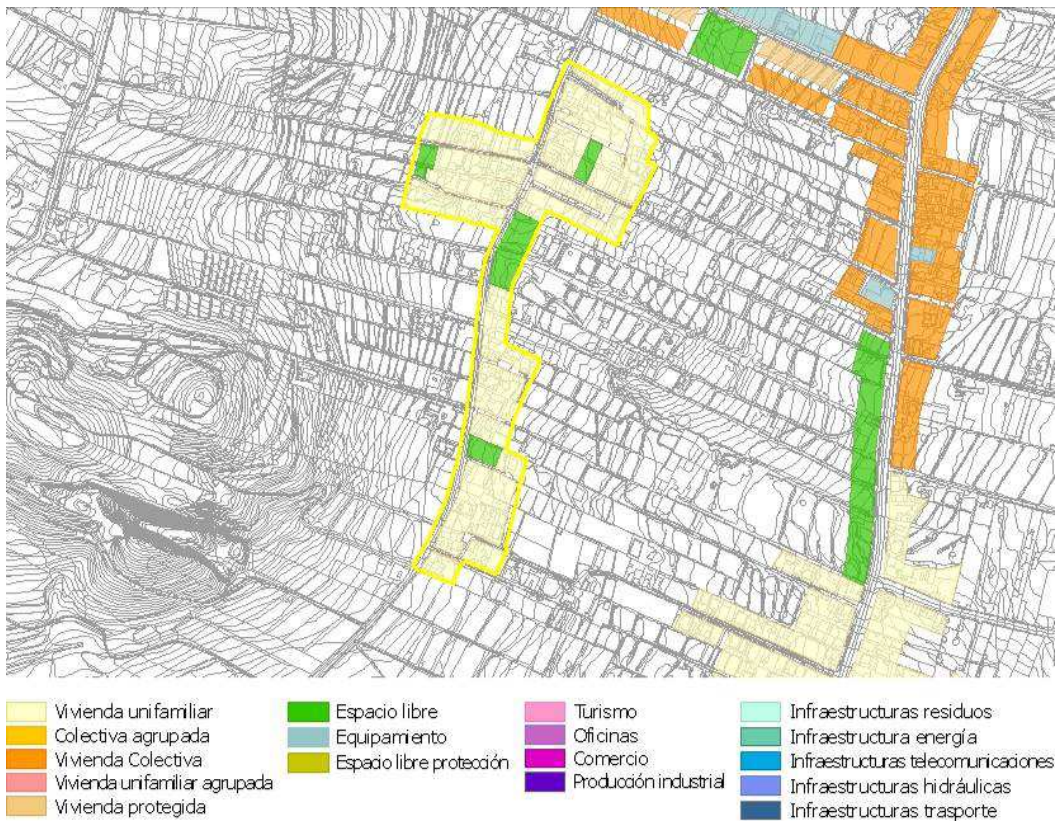 Vivienda unifamiliar
Colectiva agrupada
Vivienda Colectiva
Vivienda unifamiliar agrupada
Vivienda protegida
Espacio libre
Equipamiento
Espacio libre protección
Turismo
Oficinas
Comercio
Producción industrial
Infraestructuras residuos
Infraestructura energía
Infraestructuras telecomunicaciones
Infraestructuras hidráulicas
Infraestructuras trasporte